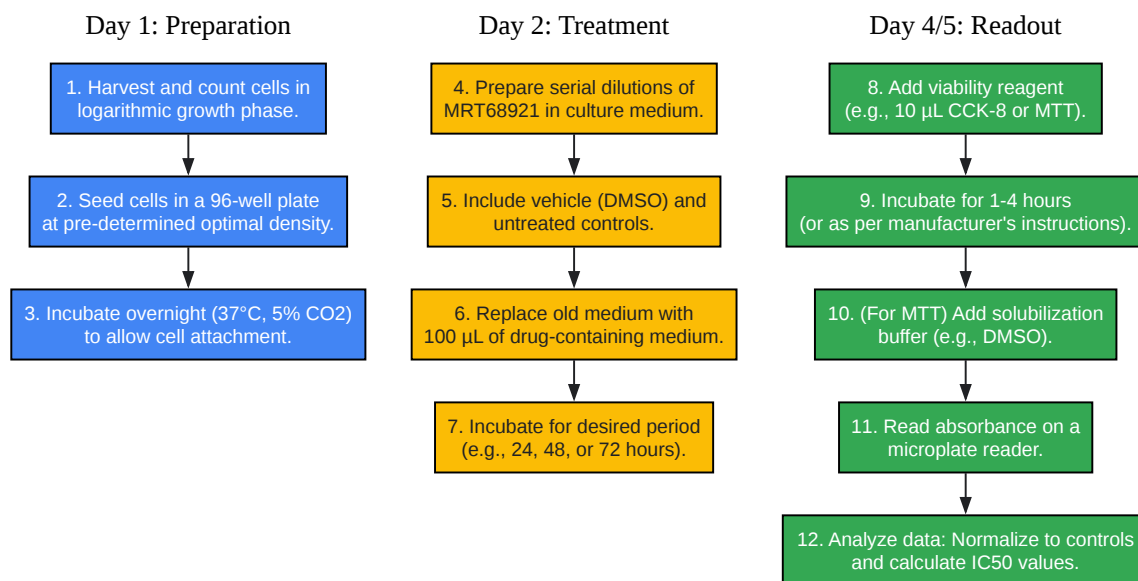 Day 1: Preparation
1. Harvest and count cells in
logarithmic growth phase.
2. Seed cells in a 96-well plate
at pre-determined optimal density.
3. Incubate overnight (37°C, 5% CO2)
to allow cell attachment.
Day 2: Treatment
4. Prepare serial dilutions of
MRT68921 in culture medium.
5. Include vehicle (DMSO) and
untreated controls.
6. Replace old medium with
100 µL of drug-containing medium.
7. Incubate for desired period
(e.g., 24, 48, or 72 hours).
Day 4/5: Readout
8. Add viability reagent
(e.g., 10 µL CCK-8 or MTT).
9. Incubate for 1-4 hours
(or as per manufacturer's instructions).
10. (For MTT) Add solubilization
buffer (e.g., DMSO).
11. Read absorbance on a
microplate reader.
12. Analyze data: Normalize to controls
and calculate IC50 values.